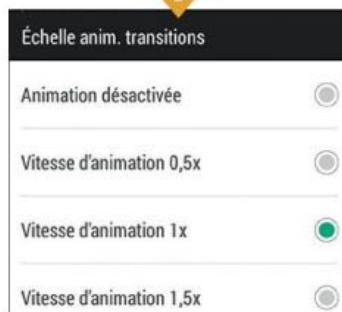 Échelle anim. transitions
Animation désactivée
Vitesse d'animation 0,5x
Vitesse d'animation 1x
Vitesse d'animation 1,5x